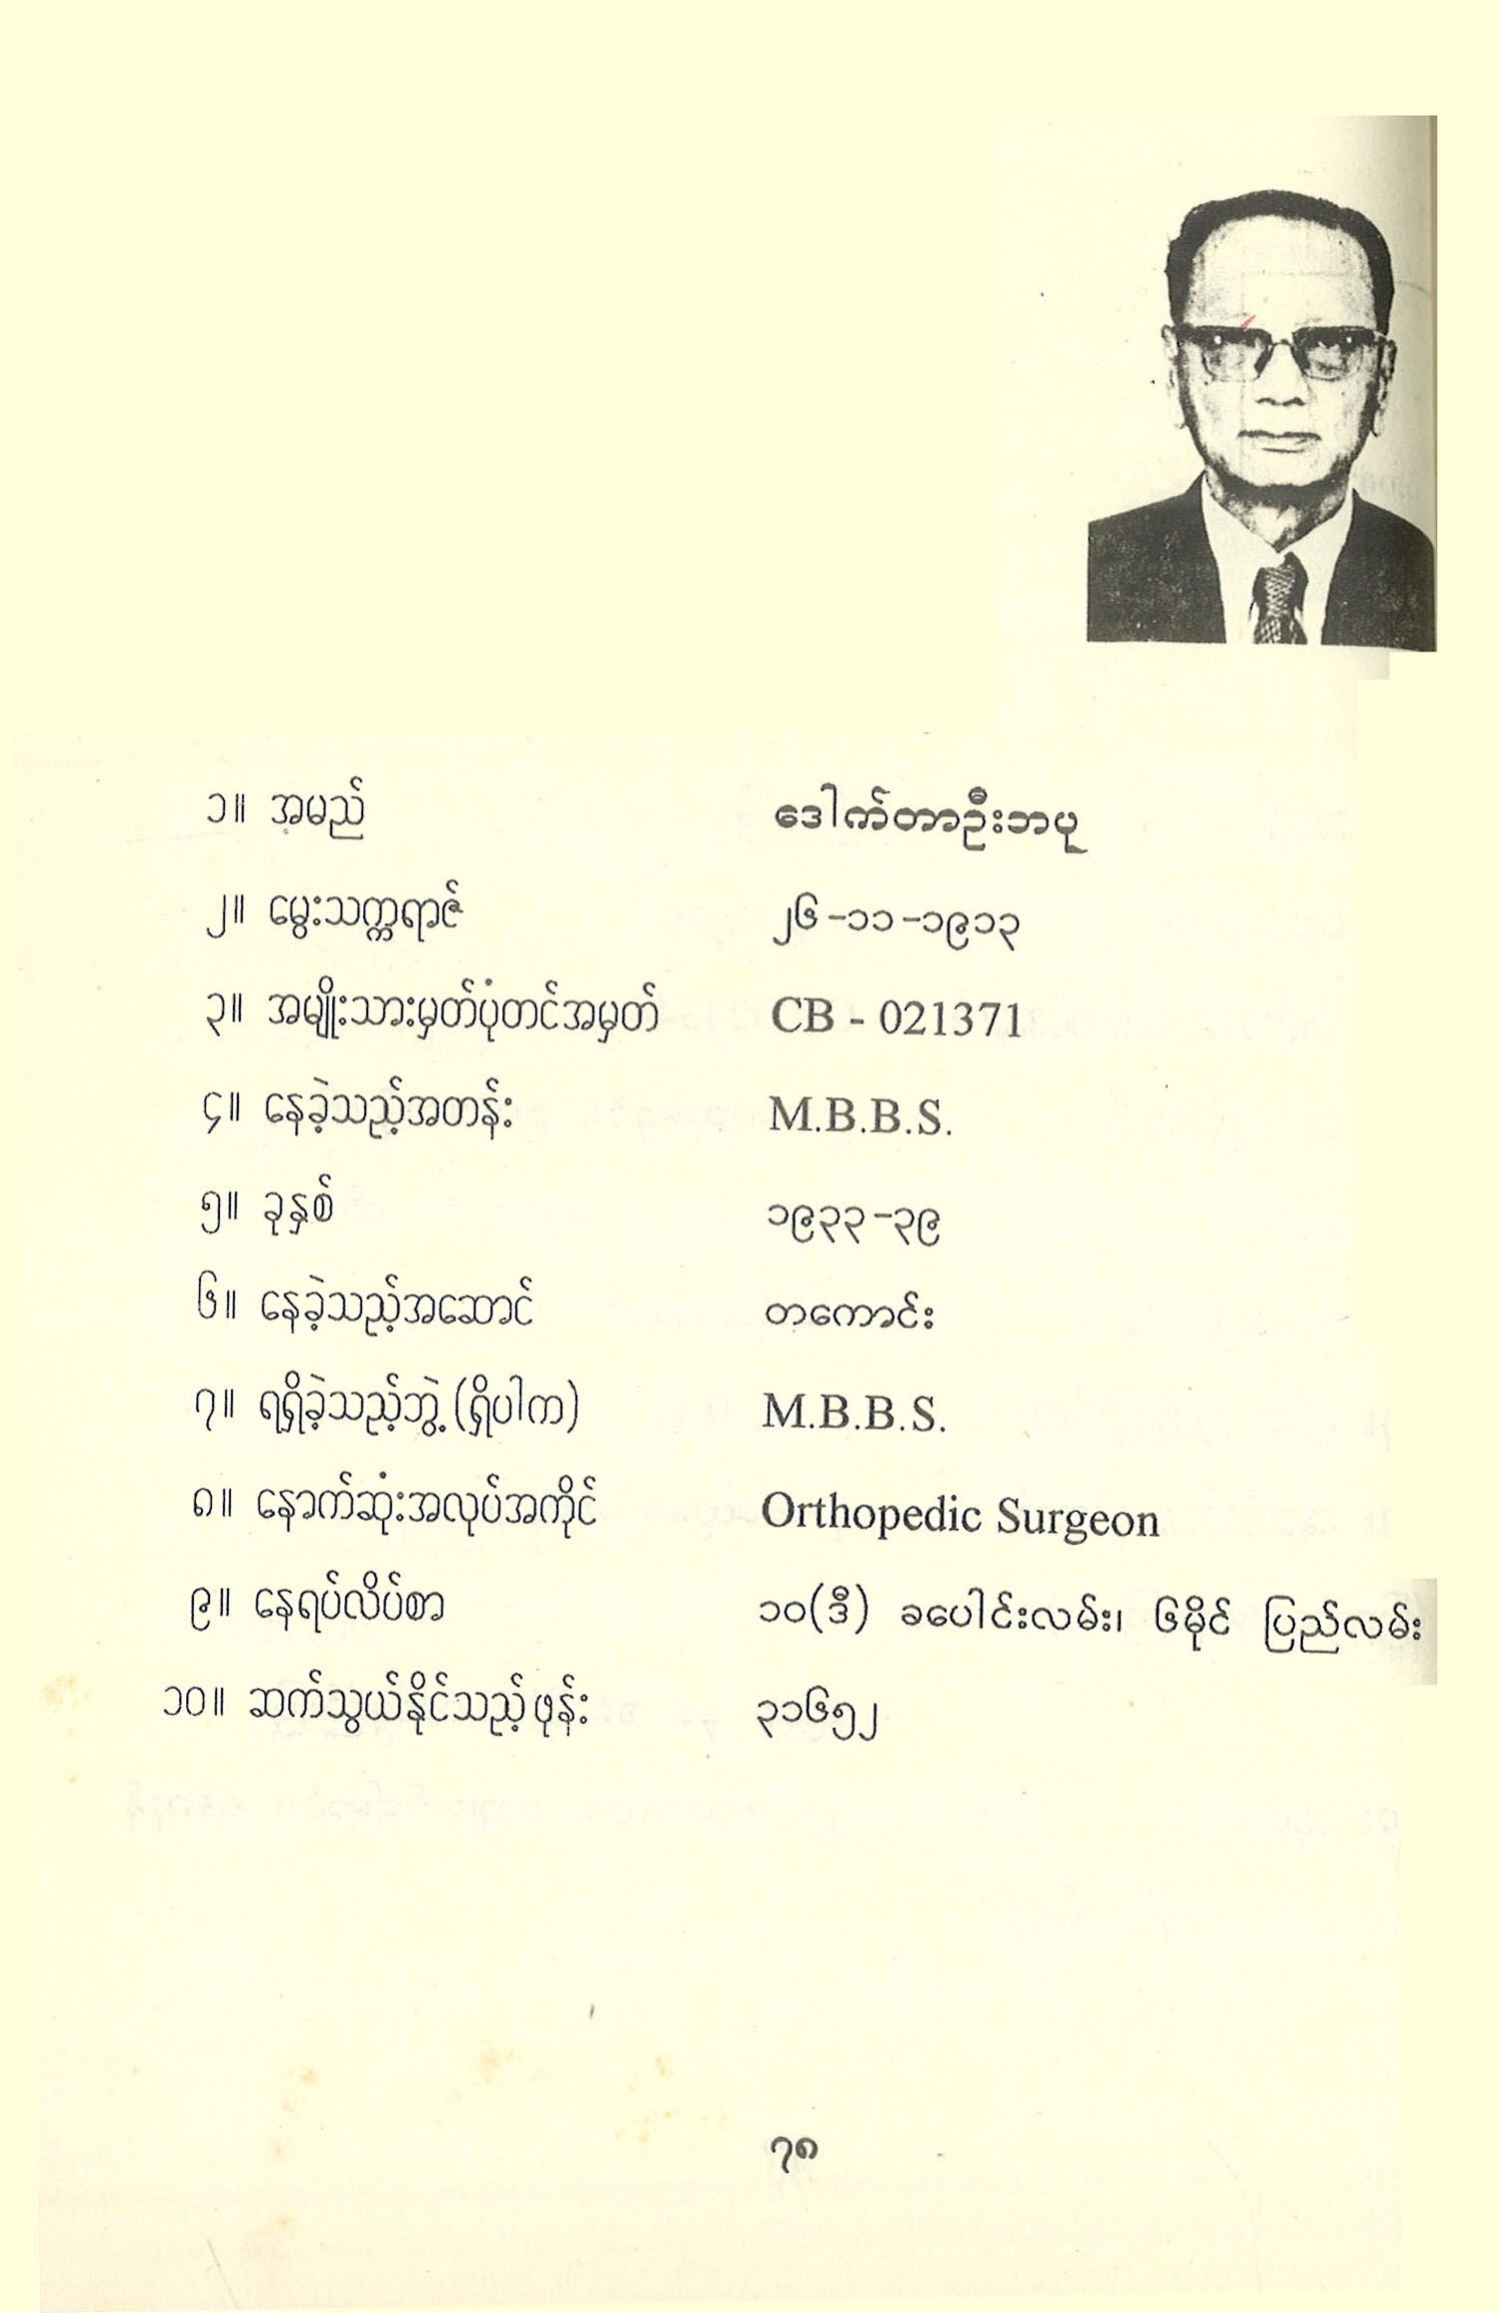 ၁။ အမည် ဒေါက်တာဦးဘပု
၂။ မွေးသက္ကရာဇ် ၂၆-၁၁-၁၉၁၃
၃။ အမျိုးသားမှတ်ပုံတင်အမှတ် CB - 021371
၄။ နေခဲ့သည့်အတန်း M.B.B.S.
၅။ ခုနှစ် ၁၉၃၃-၃၉
၆။ နေခဲ့သည့်အဆောင် တကောင်း
၇။ ရရှိခဲ့သည့်ဘွဲ့ (ရှိပါက) M.B.B.S.
၈။ နောက်ဆုံးအလုပ်အကိုင် Orthopedic Surgeon
၉။ နေရပ်လိပ်စာ ၁၀(ဒီ) ခပေါင်းလမ်း၊ ၆မိုင် ပြည်လမ်း
၁၀။ ဆက်သွယ်နိုင်သည့်ဖုန်း ၃၁၆၅၂
၇၈